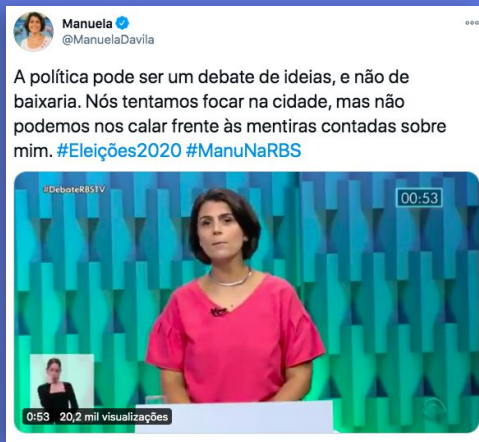 Manuela
@ManuelaDavila
A política pode ser um debate de ideias, e não de
baixaria. Nós tentamos focar na cidade, mas não
podemos nos calar frente às mentiras contadas sobre
mim. #Eleições2020 #ManuNaRBS
#DebateRBSTV
00:53
0:53 20,2 mil visualizações